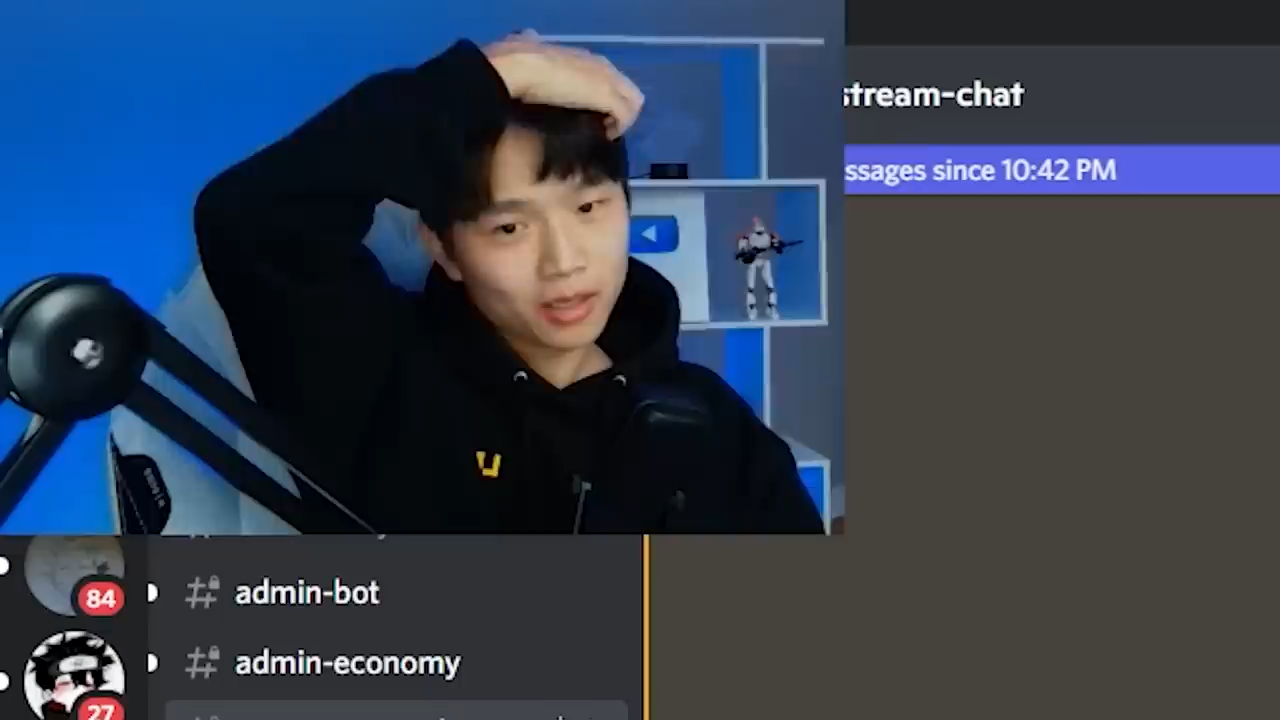 stream-chat
ssages since 10:42 PM
84
admin-bot
admin-economy
27